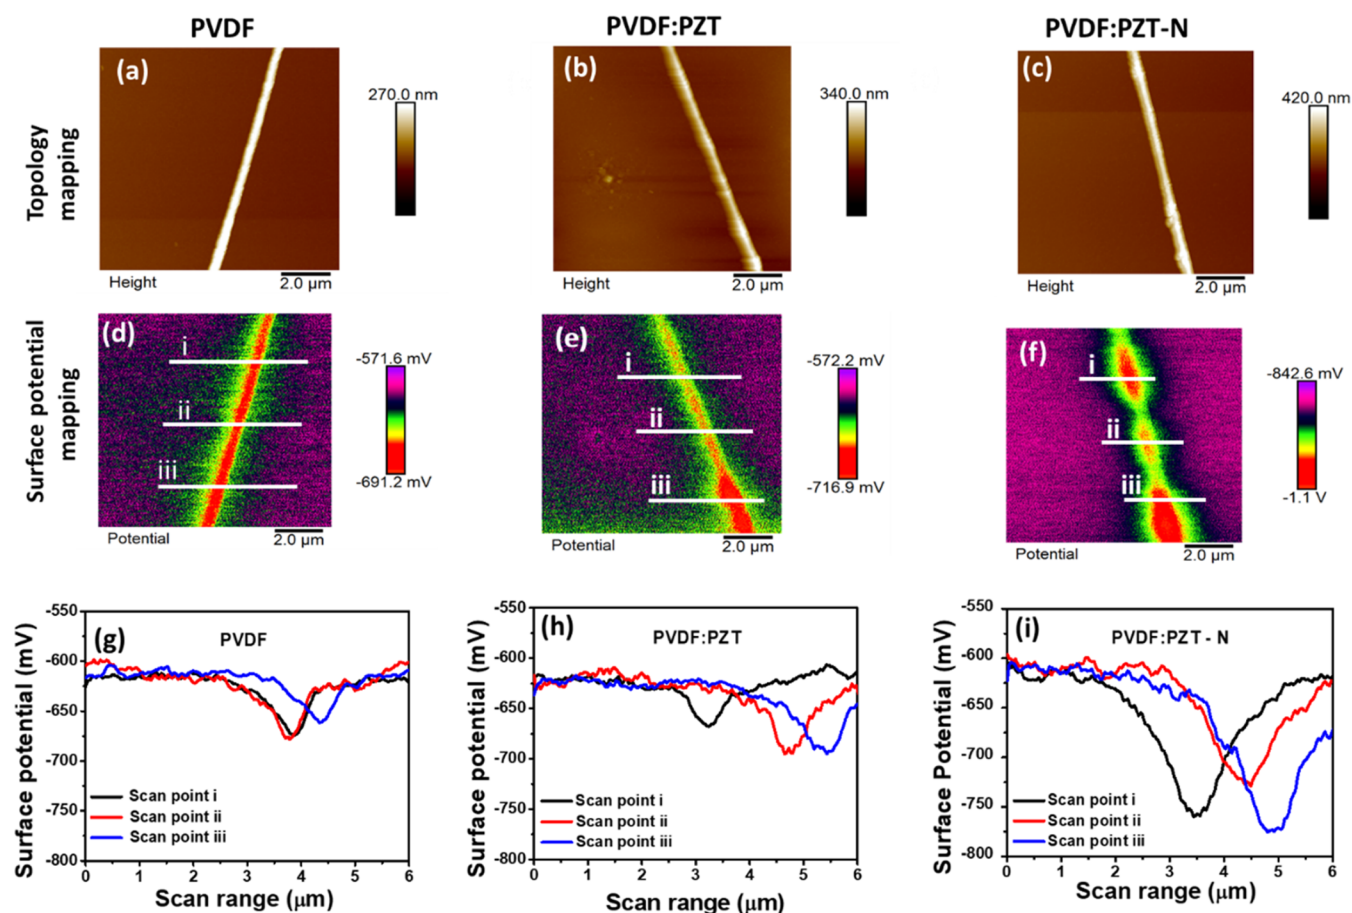 PVDF
PVDF:PZT
PVDF:PZT-N
Topology
mapping
(a)
270.0 nm
Height
2.0 µm
(b)
340.0 nm
Height
2.0 µm
(c)
420.0 nm
Height
2.0 µm
Surface potential
mapping
(d)
i
ii
iii
-571.6 mV
-691.2 mV
Potential
2.0 µm
(e)
i
ii
iii
-572.2 mV
-716.9 mV
Potential
2.0 µm
(f)
i
ii
iii
-842.6 mV
-1.1 V
Potential
2.0 µm
(g)
PVDF
Surface potential (mV)
-550
-600
-650
-700
-750
-800
Scan point i
Scan point ii
Scan point iii
0 1 2 3 4 5 6
Scan range (µm)
(h)
PVDF:PZT
Surface potential (mV)
-550
-600
-650
-700
-750
-800
Scan point i
Scan point ii
Scan point iii
0 1 2 3 4 5 6
Scan range (µm)
(i)
PVDF:PZT - N
Surface Potential (mV)
-550
-600
-650
-700
-750
-800
Scan point i
Scan point ii
Scan point iii
0 1 2 3 4 5 6
Scan range (µm)